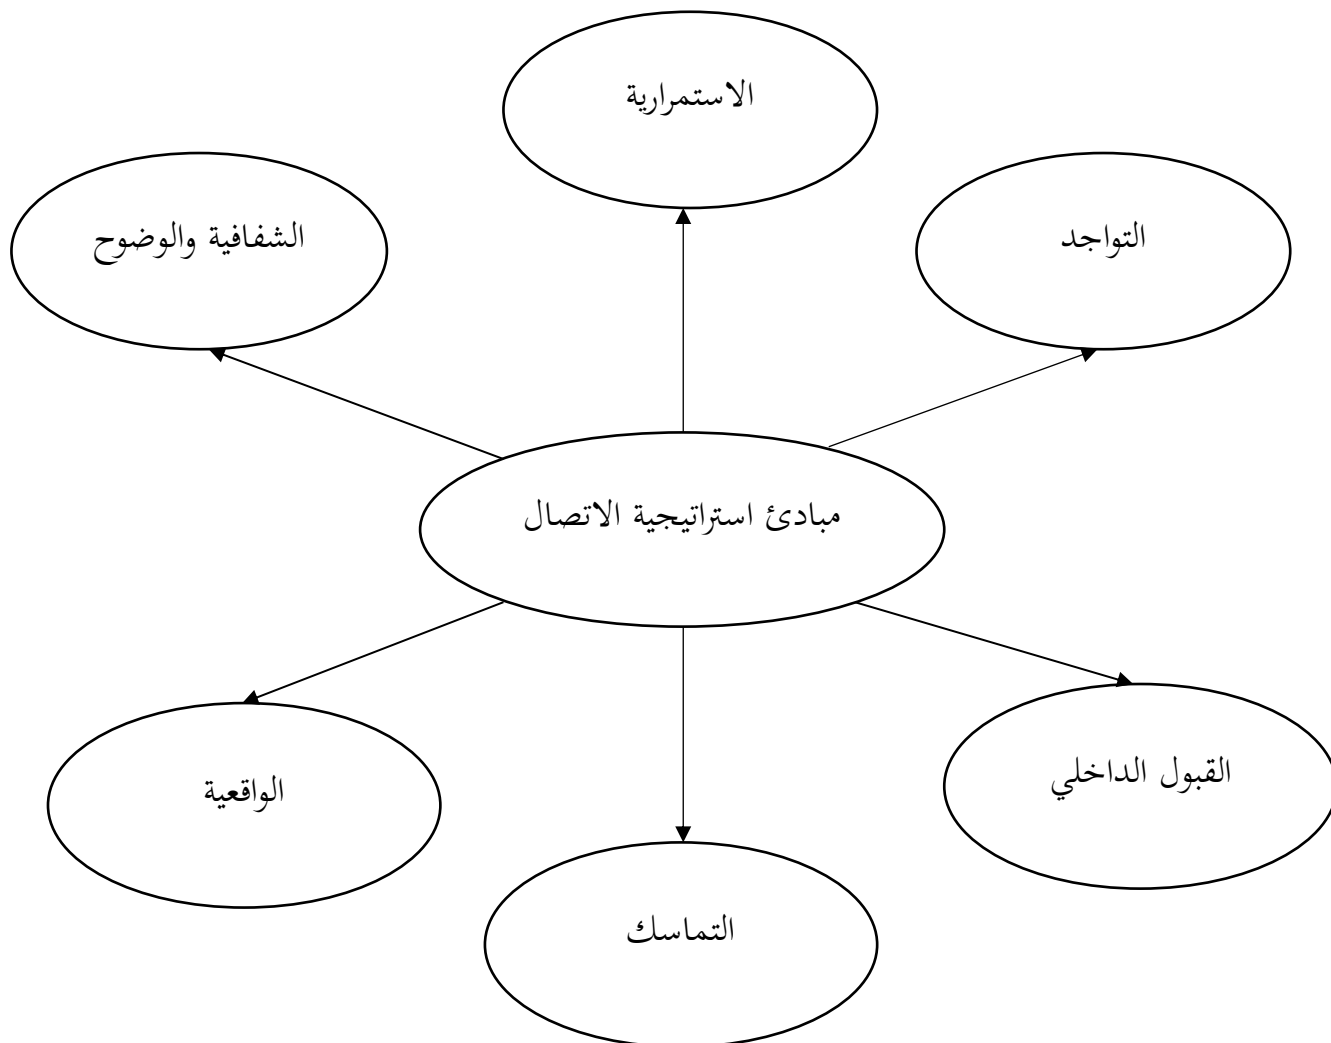 الاستمرارية
التواجد
الشفافية والوضوح
مبادئ استراتيجية الاتصال
القبول الداخلي
الواقعية
التماسك